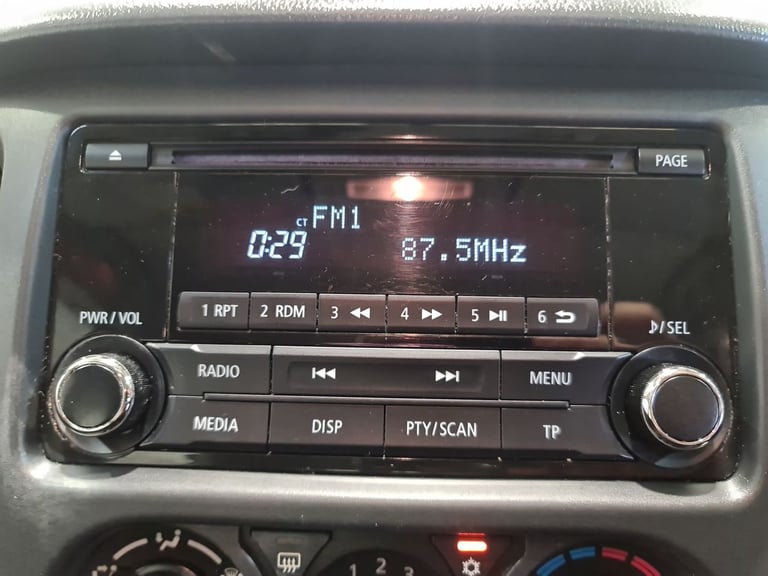 PAGE
CT FM1
0:29 87.5MHz
1 RPT 2 RDM 3 4 5 6
PWR/VOL
/SEL
RADIO MENU
MEDIA DISP PTY/SCAN TP
1 2 3